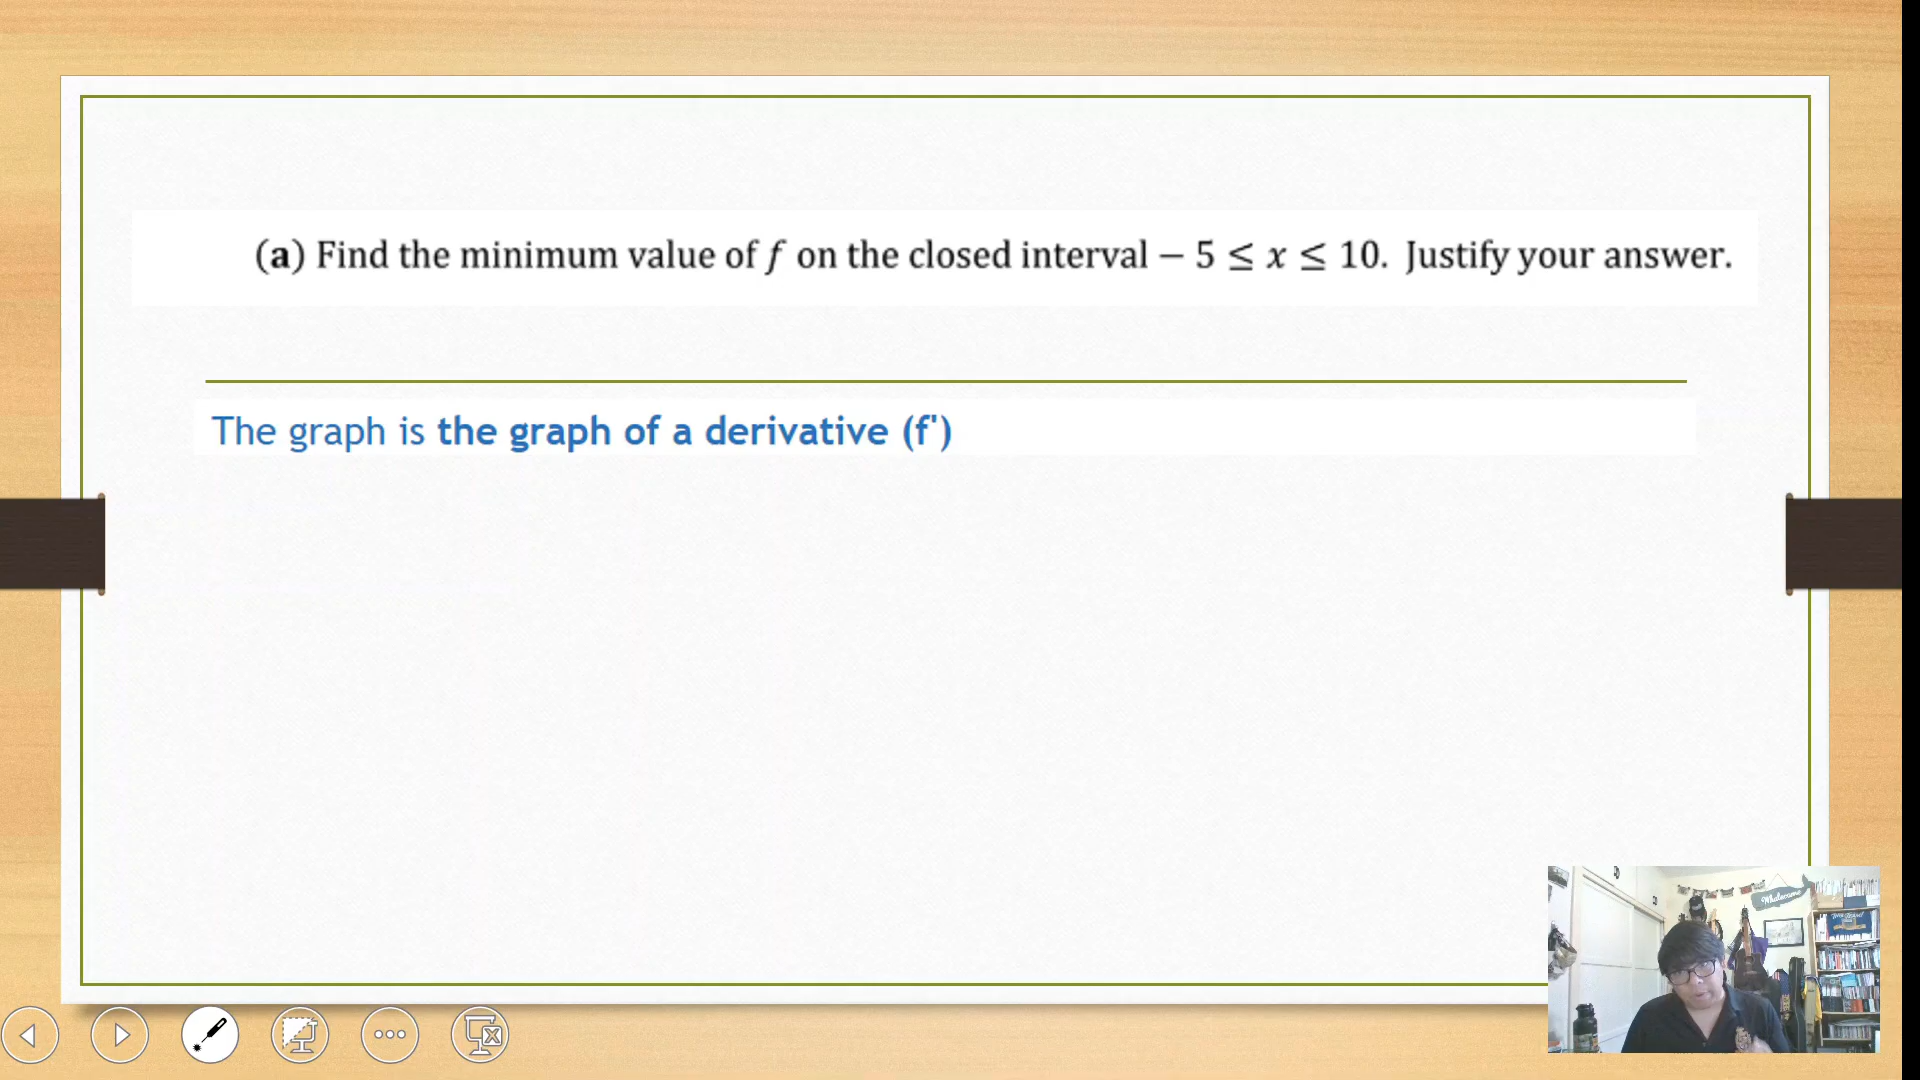 (a) Find the minimum value of f on the closed interval − 5 ≤ x ≤ 10. Justify your answer.
The graph is the graph of a derivative (f')
Whalecome